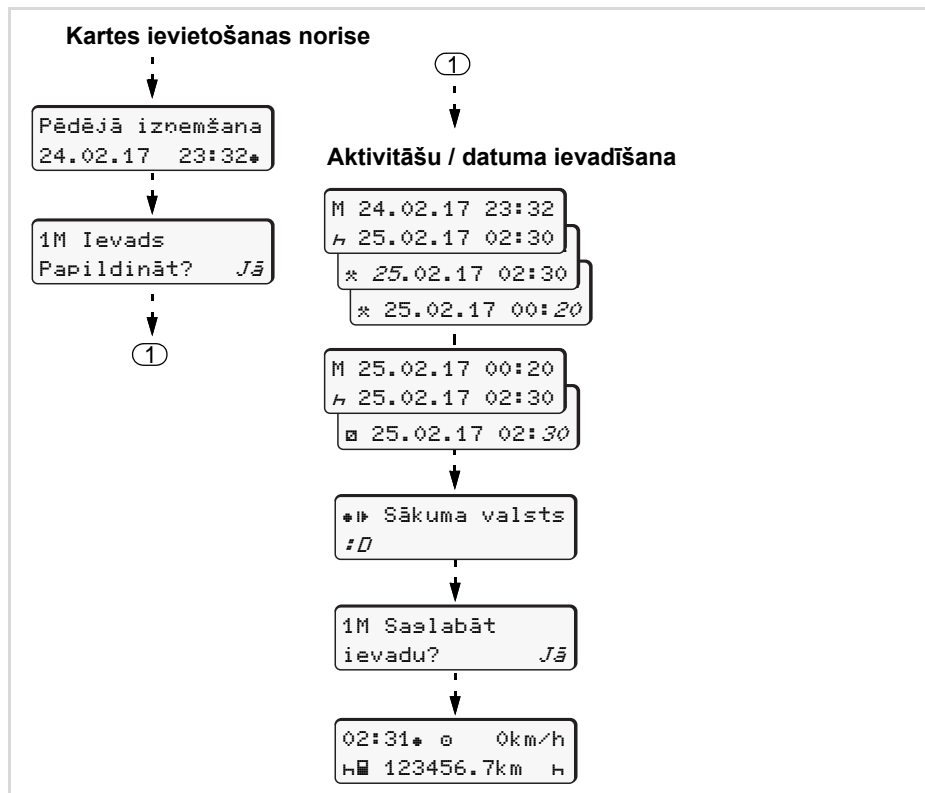 Kartes ievietošanas norise
Pēdējā izņemšana
24.02.17 23:32
1M Ievads
Papildināt? Jā
1
1
Aktivitāšu / datuma ievadīšana
M 24.02.17 23:32
25.02.17 02:30
25.02.17 02:30
25.02.17 00:20
M 25.02.17 00:20
25.02.17 02:30
25.02.17 02:30
Sākuma valsts
:D
1M Saglabāt
ievadu? Jā
02:31 0km/h
123456.7km